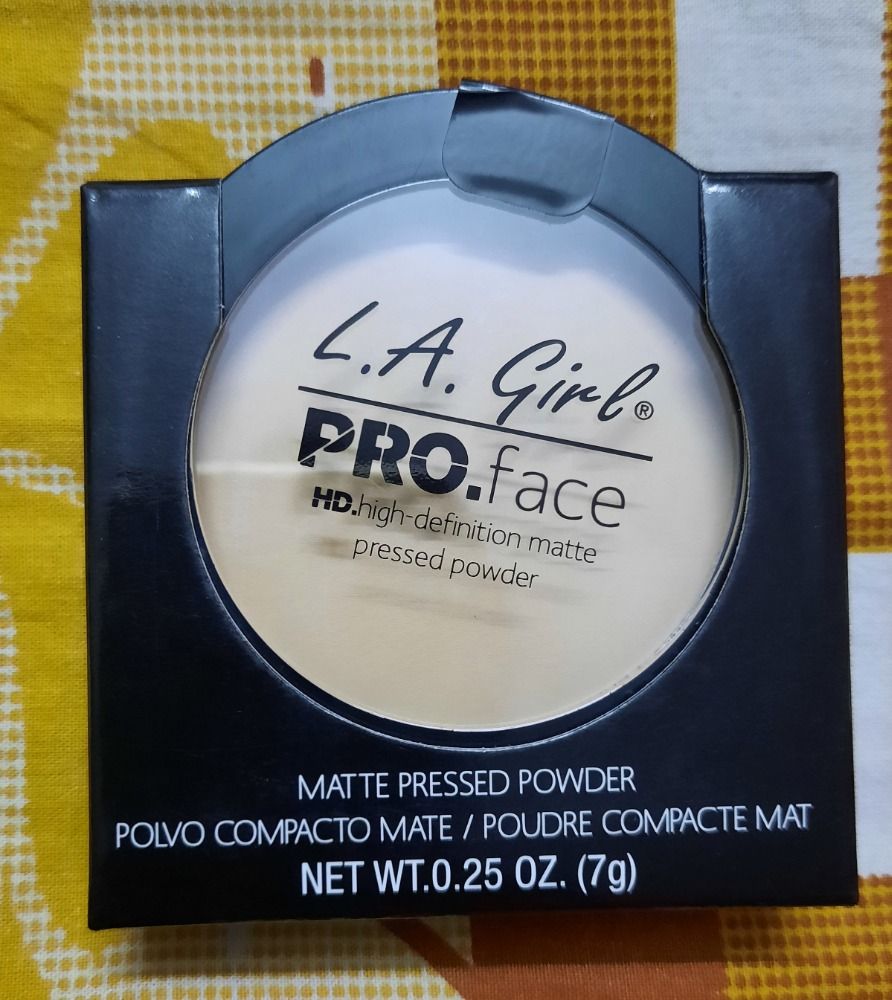 L.A. Girl®
PRO.face
HD.high-definition matte
pressed powder
MATTE PRESSED POWDER
POLVO COMPACTO MATE / POUDRE COMPACTE MAT
NET WT.0.25 OZ. (7g)